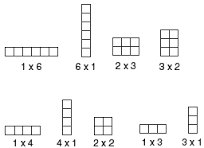 1 x 6 6 x 1 2 x 3 3 x 2
1 x 4 4 x 1 2 x 2 1 x 3 3 x 1